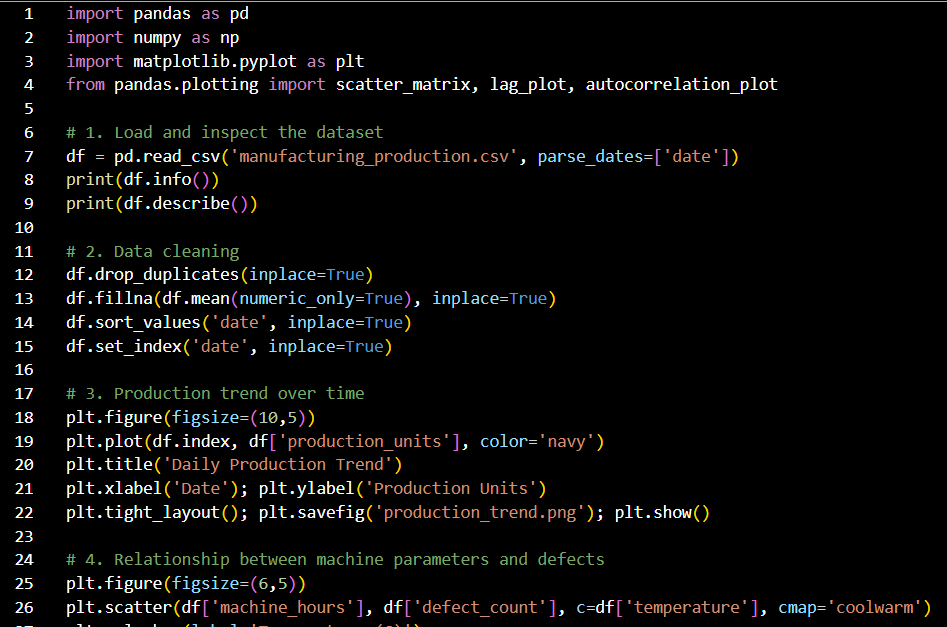 1 import pandas as pd
2 import numpy as np
3 import matplotlib.pyplot as plt
4 from pandas.plotting import scatter_matrix, lag_plot, autocorrelation_plot
5
6 # 1. Load and inspect the dataset
7 df = pd.read_csv('manufacturing_production.csv', parse_dates=['date'])
8 print(df.info())
9 print(df.describe())
10
11 # 2. Data cleaning
12 df.drop_duplicates(inplace=True)
13 df.fillna(df.mean(numeric_only=True), inplace=True)
14 df.sort_values('date', inplace=True)
15 df.set_index('date', inplace=True)
16
17 # 3. Production trend over time
18 plt.figure(figsize=(10,5))
19 plt.plot(df.index, df['production_units'], color='navy')
20 plt.title('Daily Production Trend')
21 plt.xlabel('Date'); plt.ylabel('Production Units')
22 plt.tight_layout(); plt.savefig('production_trend.png'); plt.show()
23
24 # 4. Relationship between machine parameters and defects
25 plt.figure(figsize=(6,5))
26 plt.scatter(df['machine_hours'], df['defect_count'], c=df['temperature'], cmap='coolwarm')